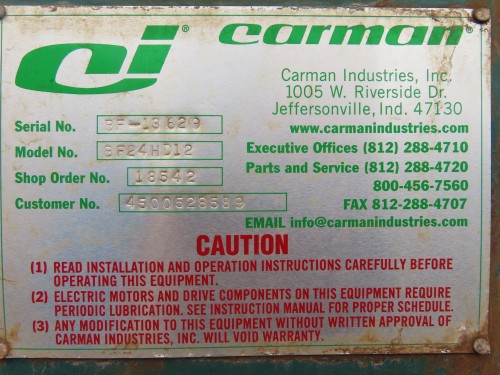 ci® carman®
Carman Industries, Inc.
1005 W. Riverside Dr.
Jeffersonville, Ind. 47130
www.carmanindustries.com
Serial No. BF-13629
Executive Offices (812) 288-4710
Model No. BF24HD12
Parts and Service (812) 288-4720
Shop Order No. 18542
800-456-7560
Customer No. 4500528589
FAX 812-288-4707
EMAIL info@carmanindustries.com
CAUTION
(1) READ INSTALLATION AND OPERATION INSTRUCTIONS CAREFULLY BEFORE
OPERATING THIS EQUIPMENT.
(2) ELECTRIC MOTORS AND DRIVE COMPONENTS ON THIS EQUIPMENT REQUIRE
PERIODIC LUBRICATION. SEE INSTRUCTION MANUAL FOR PROPER SCHEDULE.
(3) ANY MODIFICATION TO THIS EQUIPMENT WITHOUT WRITTEN APPROVAL OF
CARMAN INDUSTRIES, INC. WILL VOID WARRANTY.